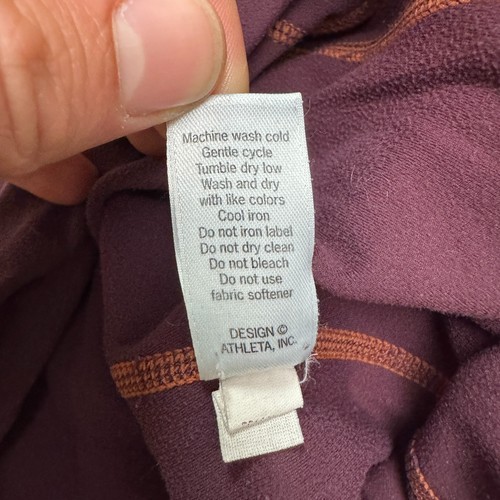 Machine wash cold
Gentle cycle
Tumble dry low
Wash and dry
with like colors
Cool iron
Do not iron label
Do not dry clean
Do not bleach
Do not use
fabric softener
DESIGN ©
ATHLETA, INC.